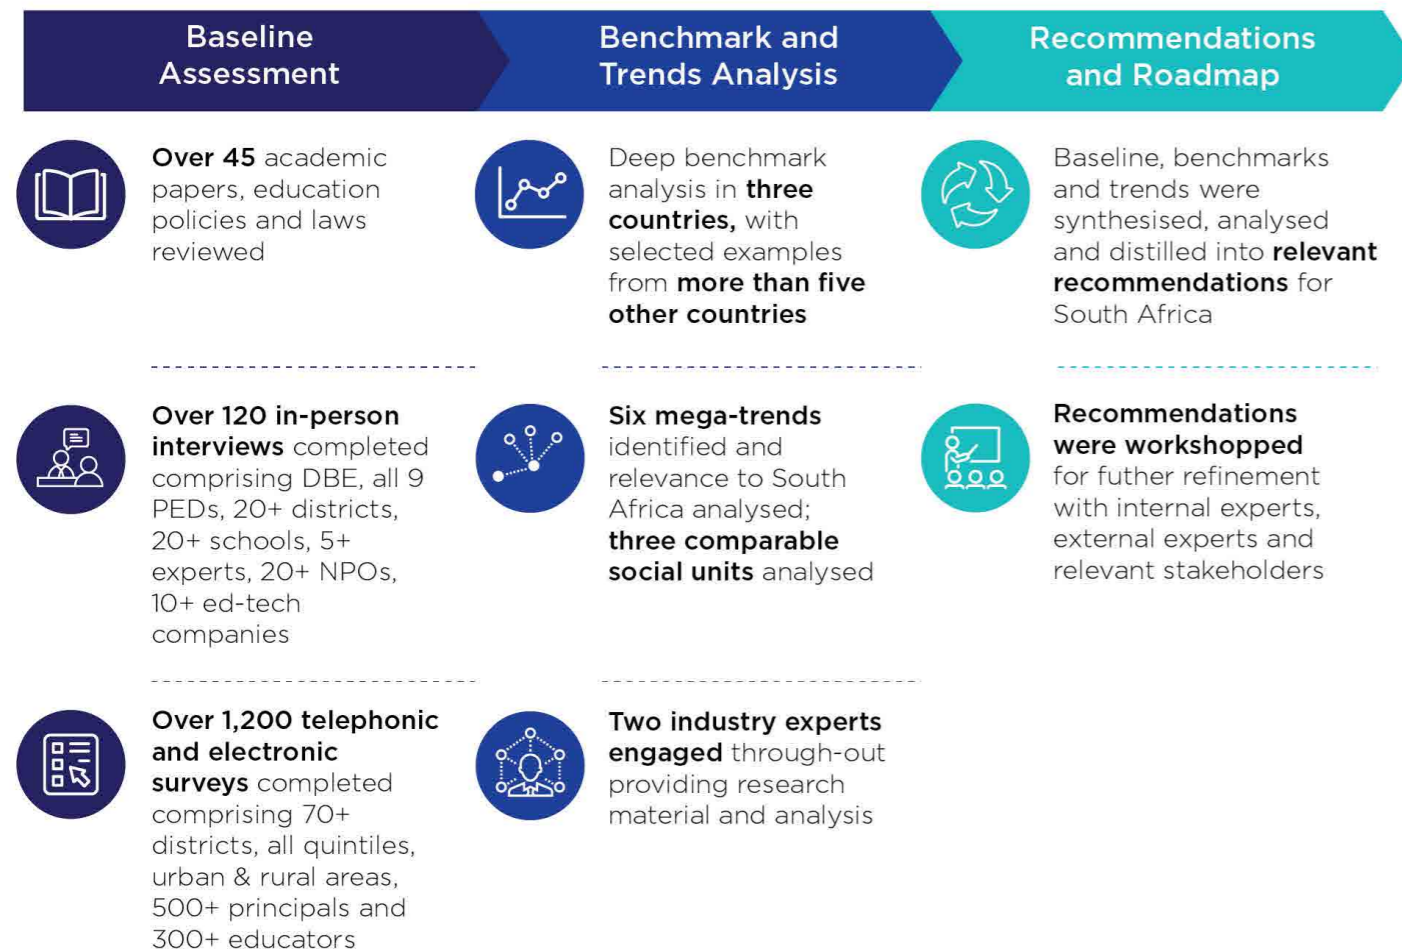 Baseline
Assessment
Benchmark and
Trends Analysis
Recommendations
and Roadmap
Over 45 academic
papers, education
policies and laws
reviewed
Over 120 in-person
interviews completed
comprising DBE, all 9
PEDs, 20+ districts,
20+ schools, 5+
experts, 20+ NPOs,
10+ ed-tech
companies
Over 1,200 telephonic
and electronic
surveys completed
comprising 70+
districts, all quintiles,
urban & rural areas,
500+ principals and
300+ educators
Deep benchmark
analysis in three
countries, with
selected examples
from more than five
other countries
Six mega-trends
identified and
relevance to South
Africa analysed;
three comparable
social units analysed
Two industry experts
engaged through-out
providing research
material and analysis
Baseline, benchmarks
and trends were
synthesised, analysed
and distilled into relevant
recommendations for
South Africa
Recommendations
were workshopped
for futher refinement
with internal experts,
external experts and
relevant stakeholders